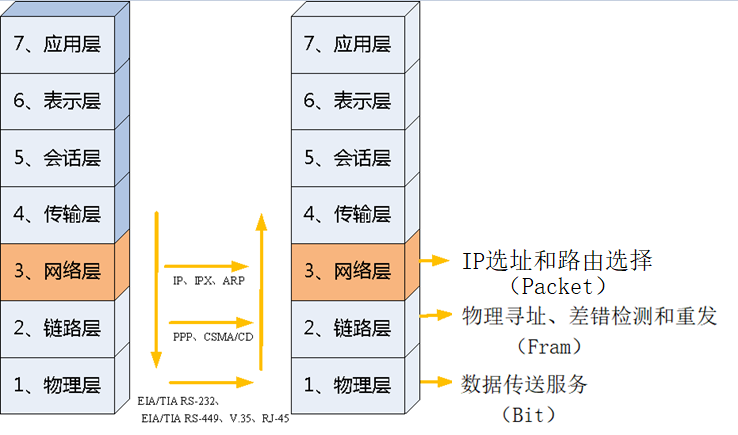 7、应用层
6、表示层
5、会话层
4、传输层
3、网络层
2、链路层
1、物理层
IP、IPX、ARP
PPP、CSMA/CD
EIA/TIA RS-232、
EIA/TIA RS-449、V.35、RJ-45
7、应用层
6、表示层
5、会话层
4、传输层
3、网络层
2、链路层
1、物理层
IP选址和路由选择
（Packet）
物理寻址、差错检测和重发
（Fram）
数据传送服务
（Bit）